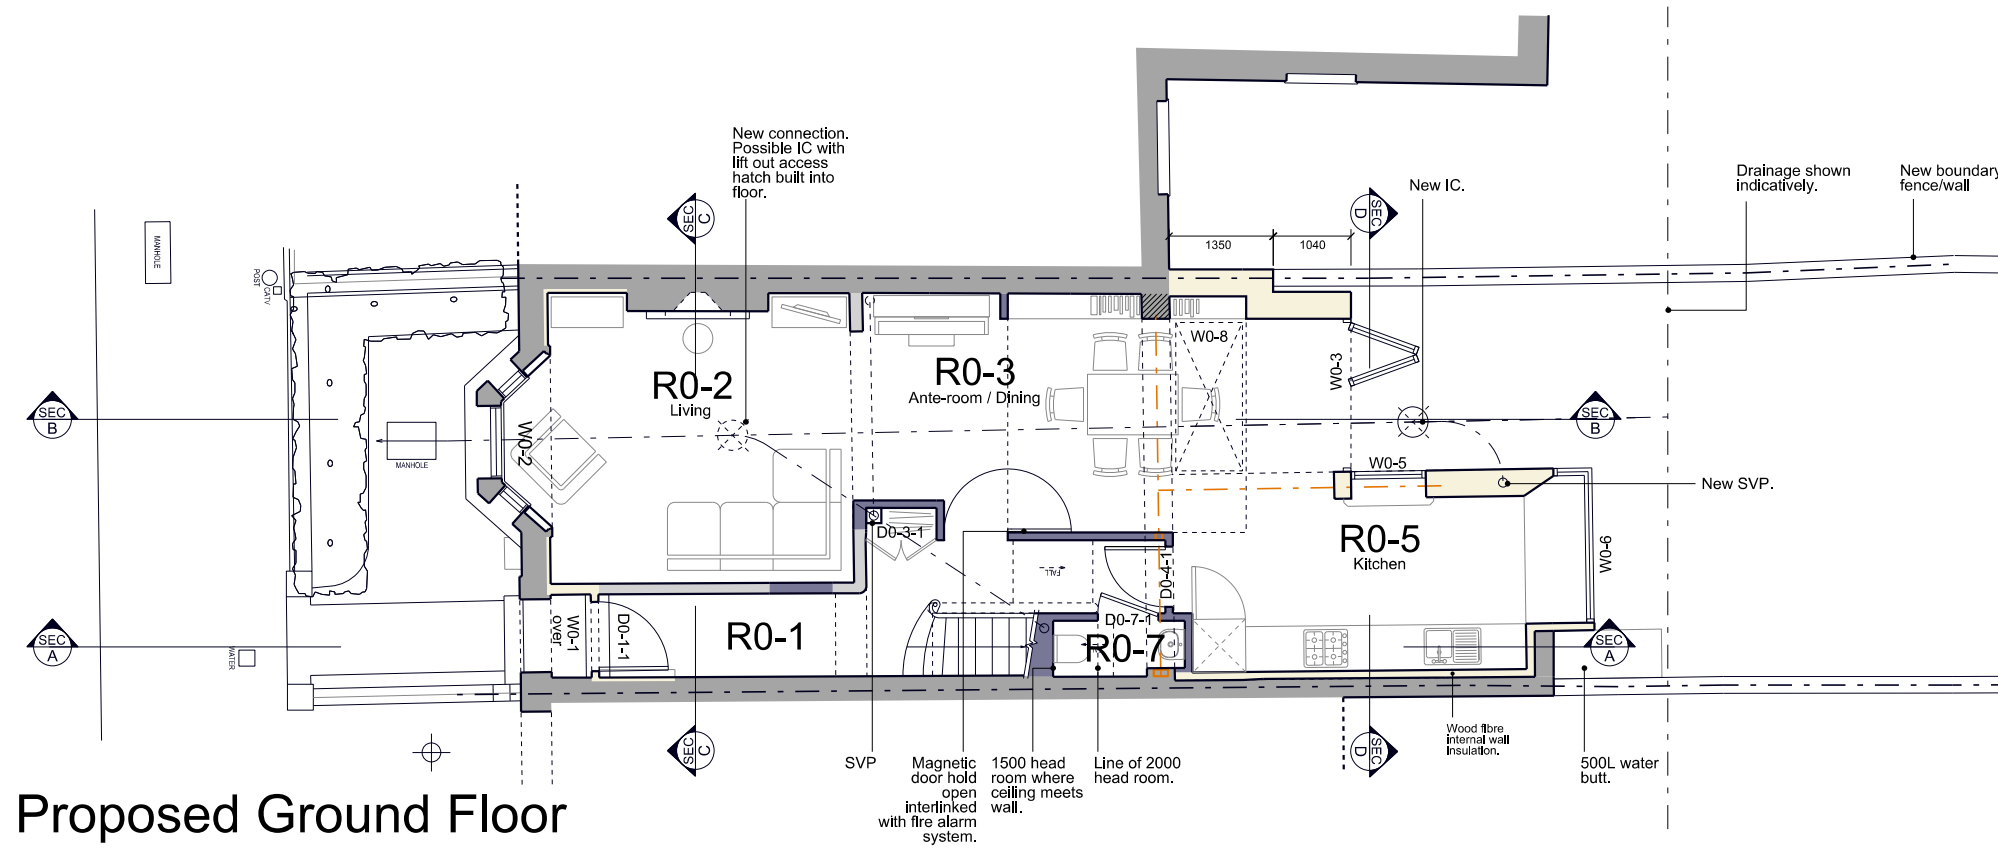 New connection.
Possible IC with
lift out access
hatch built into
floor.
New IC.
Drainage shown
indicatively.
New boundary
fence/wall
MANHOLE
POST
CATV
SEC
C
SEC
D
1350
1040
R0-2
Living
R0-3
Ante-room / Dining
W0-8
W0-3
SEC
B
W0-2
MANHOLE
SEC
B
W0-5
New SVP.
D0-3-1
R0-5
Kitchen
W0-6
FALL
D0-4-1
SEC
A
WATER
W0-1
over
D0-1-1
R0-1
D0-7-1
R0-7
SEC
A
SEC
C
SEC
D
SVP
Magnetic
door hold
open
interlinked
with fire alarm
system.
1500 head
room where
ceiling meets
wall.
Line of 2000
head room.
Wood fibre
internal wall
insulation.
500L water
butt.
Proposed Ground Floor